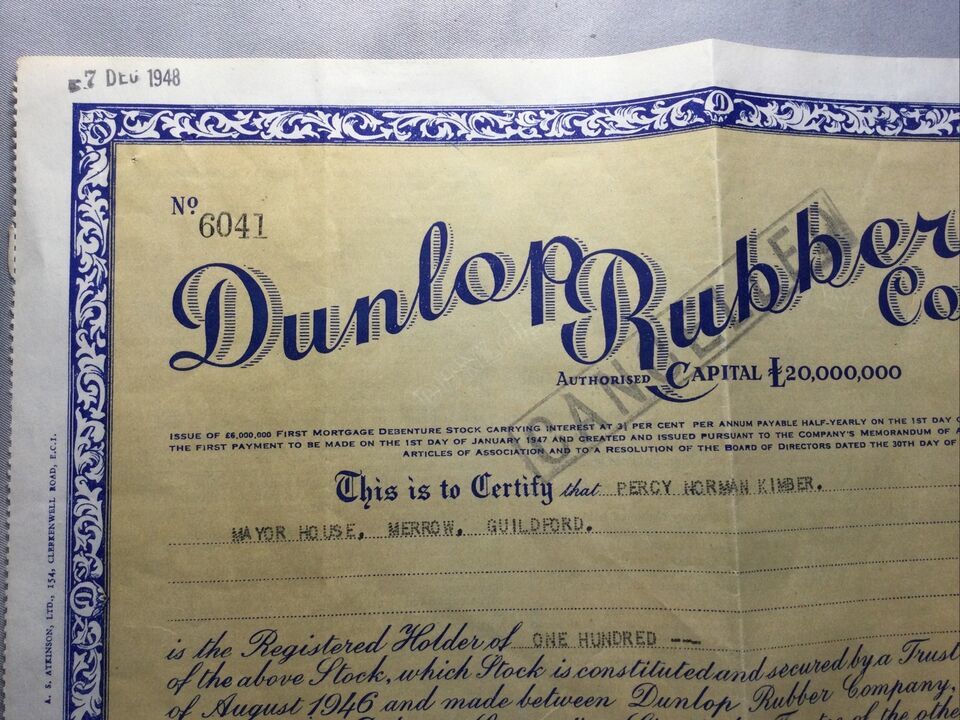 7 DEC 1948
Nº 6041
Dunlop Rubber Co
CANCELLED
AUTHORISED CAPITAL £20,000,000
ISSUE OF £6,000,000 FIRST MORTGAGE DEBENTURE STOCK CARRYING INTEREST AT 3½ PER CENT PER ANNUM PAYABLE HALF-YEARLY ON THE 1ST DAY
THE FIRST PAYMENT TO BE MADE ON THE 1ST DAY OF JANUARY 1947 AND CREATED AND ISSUED PURSUANT TO THE COMPANY'S MEMORANDUM OF
ARTICLES OF ASSOCIATION AND TO A RESOLUTION OF THE BOARD OF DIRECTORS DATED THE 30TH DAY OF
This is to Certify that PERCY NORMAN KIMBER.
MAYOR HOUSE, MERROW, GUILDFORD.
is the Registered Holder of ONE HUNDRED ---
of the above Stock, which Stock is constituted and secured by a Trust
of August 1946 and made between Dunlop Rubber Company,
of the other
A. S. ATKINSON, LTD., 154, CLERKENWELL ROAD, E.C.1.